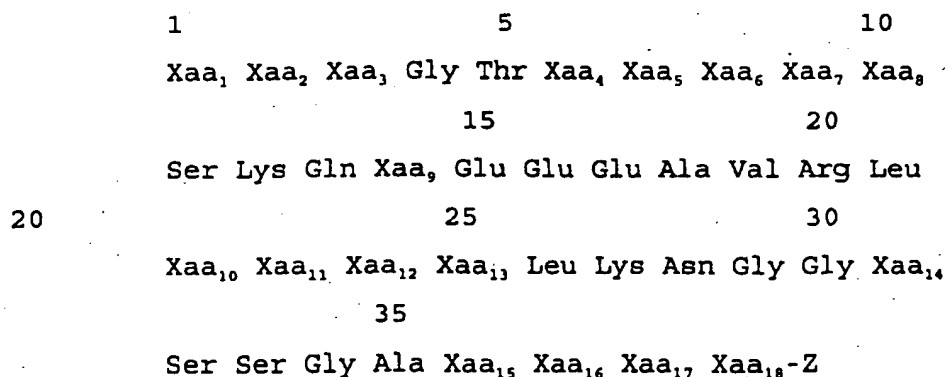 1 5 10
Xaa₁ Xaa₂ Xaa₃ Gly Thr Xaa₄ Xaa₅ Xaa₆ Xaa₇ Xaa₈
15 20
Ser Lys Gln Xaa₉ Glu Glu Glu Ala Val Arg Leu
20 25 30
Xaa₁₀ Xaa₁₁ Xaa₁₂ Xaa₁₃ Leu Lys Asn Gly Gly Xaa₁₄
35
Ser Ser Gly Ala Xaa₁₅ Xaa₁₆ Xaa₁₇ Xaa₁₈-Z